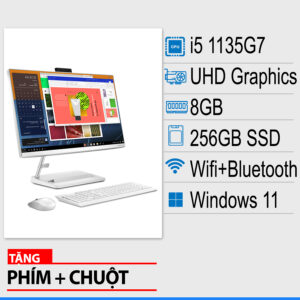 i5 1135G7
UHD Graphics
8GB
256GB SSD
Wifi+Bluetooth
Windows 11
TẶNG
PHÍM + CHUỘT